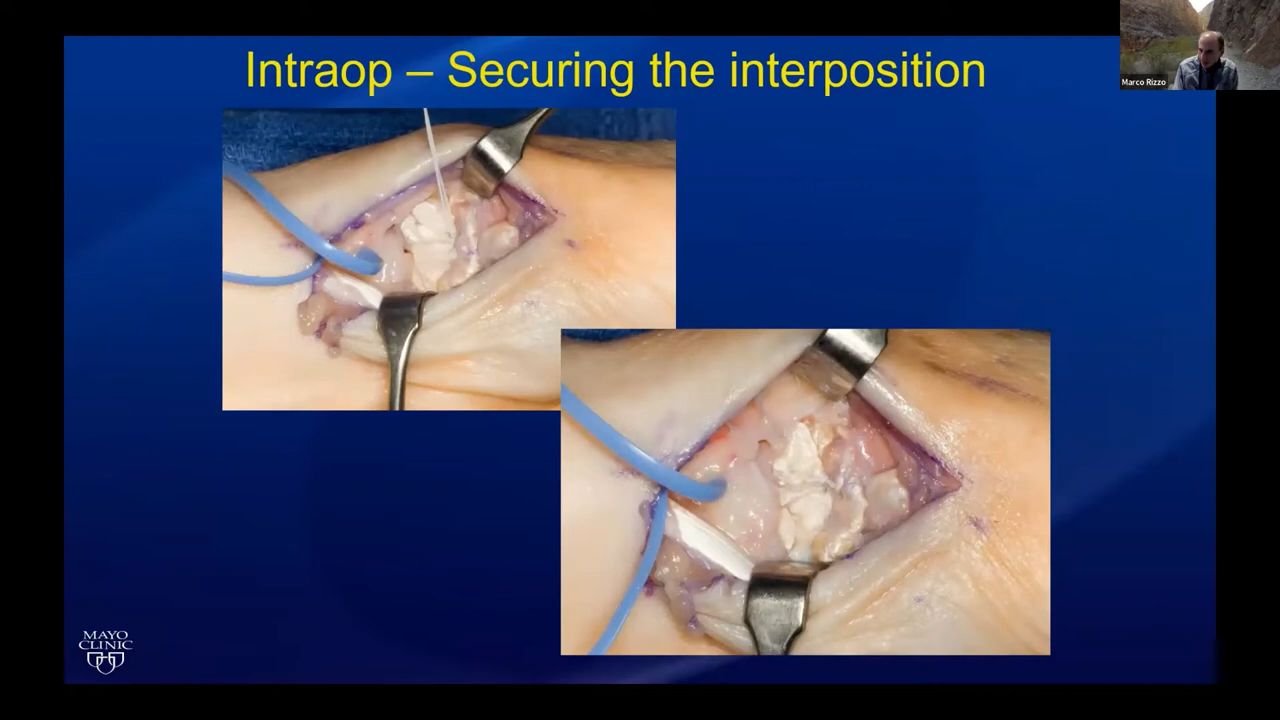 Intraop – Securing the interposition
Marco Rizzo
MAYO
CLINIC